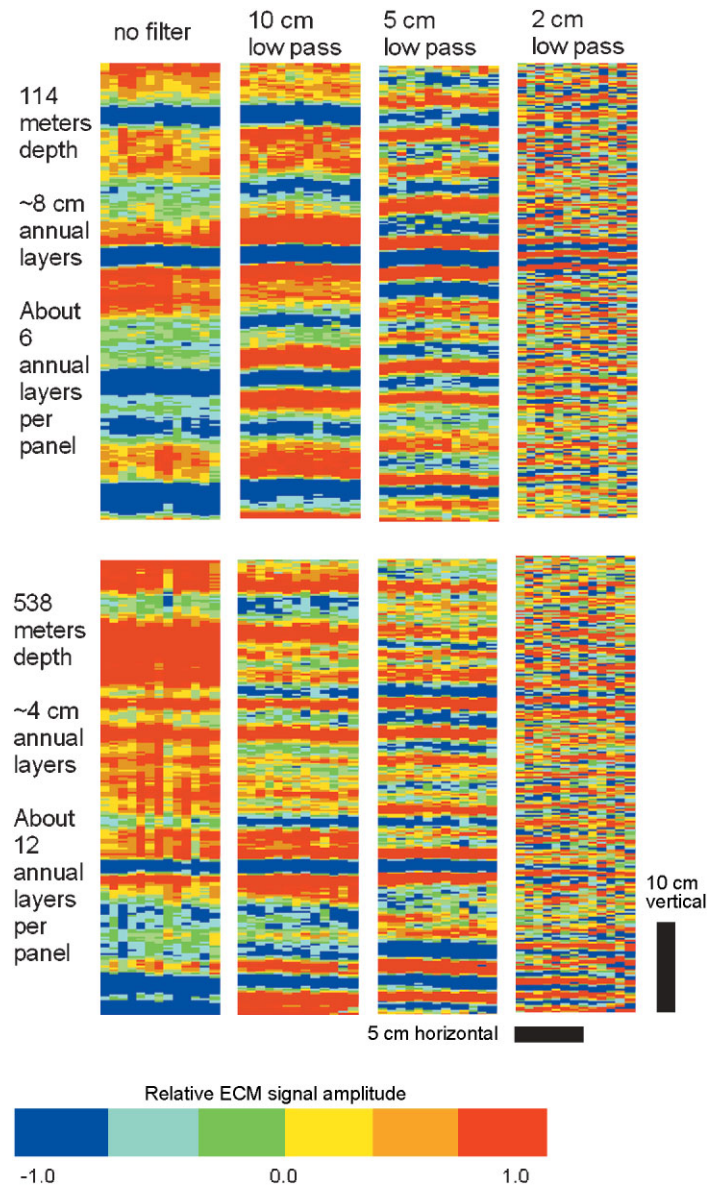 no filter
10 cm
low pass
5 cm
low pass
2 cm
low pass
114
meters
depth
~8 cm
annual
layers
About
6
annual
layers
per
panel
538
meters
depth
~4 cm
annual
layers
About
12
annual
layers
per
panel
10 cm
vertical
5 cm horizontal
Relative ECM signal amplitude
-1.0
0.0
1.0